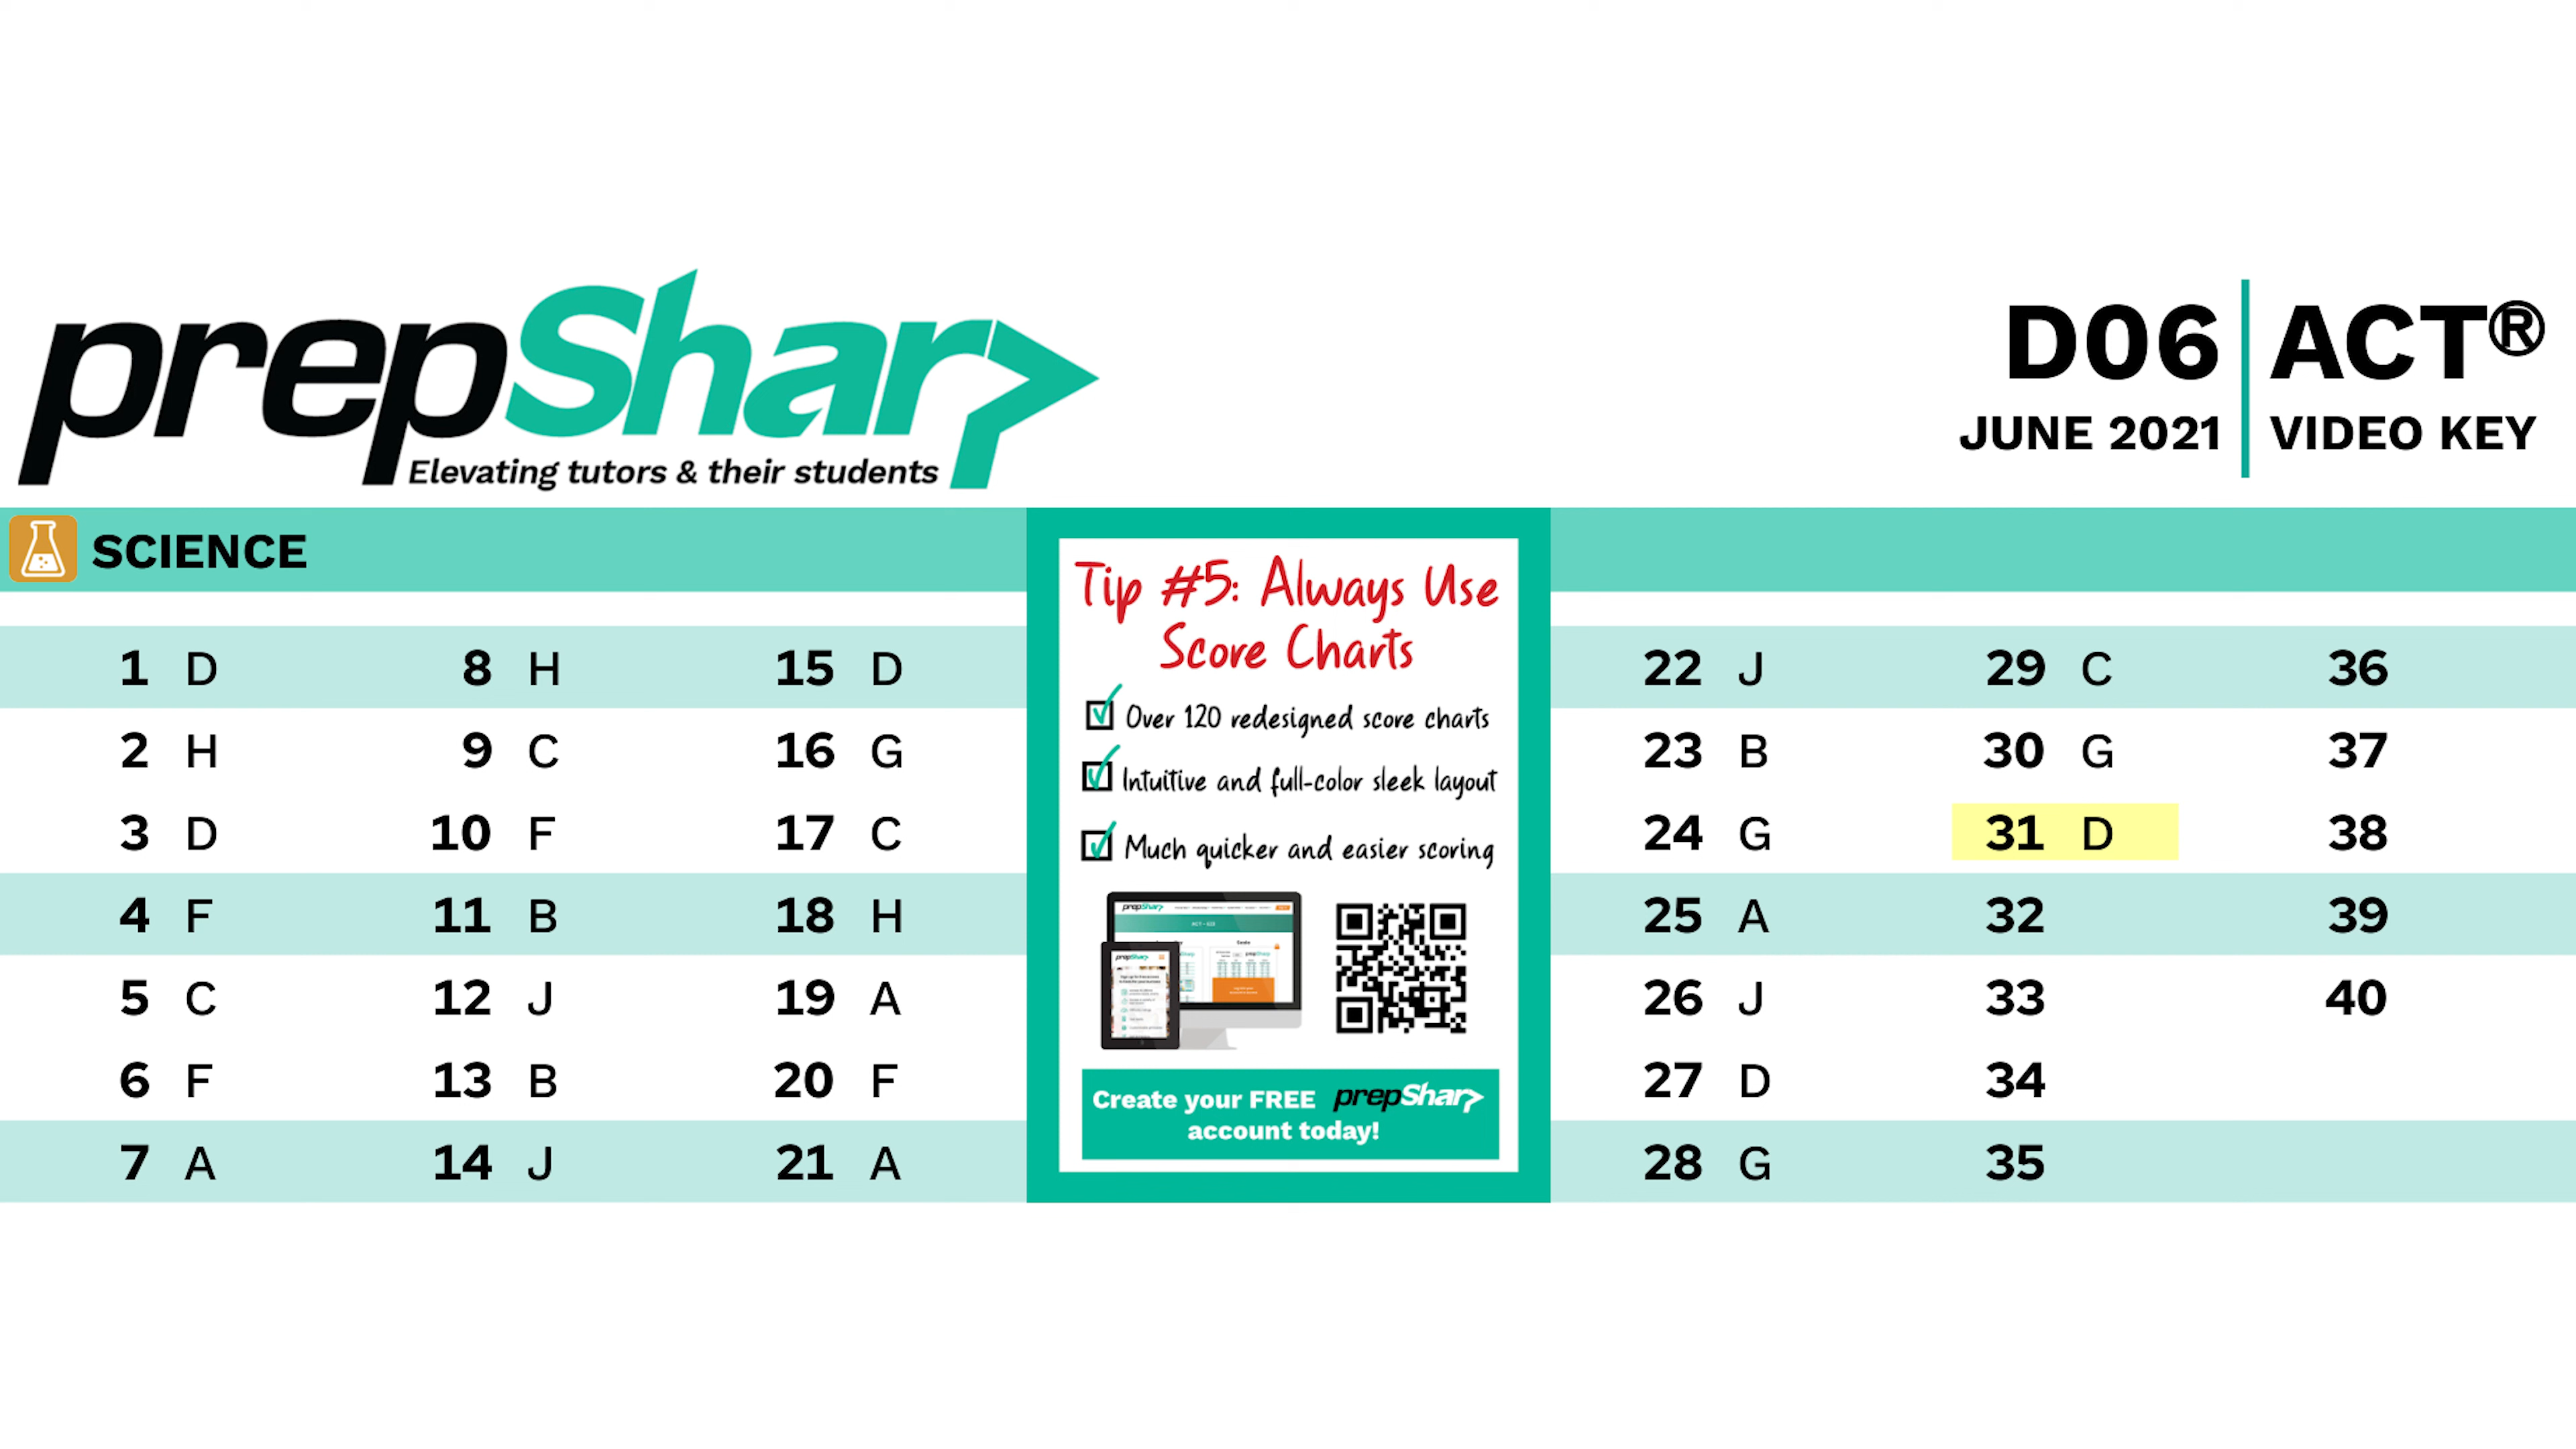 prepSharp
Elevating tutors & their students
D06 ACT®
JUNE 2021 VIDEO KEY
SCIENCE
1 D 8 H 15 D
2 H 9 C 16 G
3 D 10 F 17 C
4 F 11 B 18 H
5 C 12 J 19 A
6 F 13 B 20 F
7 A 14 J 21 A
Tip #5: Always Use
Score Charts
Over 120 redesigned score charts
Intuitive and full-color sleek layout
Much quicker and easier scoring
prepSharp
prepSharp
Create your FREE prepSharp
account today!
22 J 29 C 36
23 B 30 G 37
24 G 31 D 38
25 A 32 39
26 J 33 40
27 D 34
28 G 35